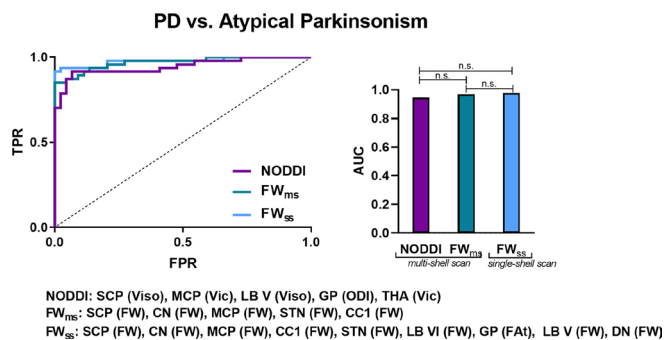 PD vs. Atypical Parkinsonism
1.0
0.5
0.0
TPR
0.0
0.5
1.0
FPR
NODDI
FWms
FWss
n.s.
n.s.
n.s.
1.0
0.8
0.6
0.4
0.2
0.0
AUC
NODDI FWms FWss
multi-shell scan single-shell scan
NODDI: SCP (Viso), MCP (Vic), LB V (Viso), GP (ODI), THA (Vic)
FWms: SCP (FW), CN (FW), MCP (FW), STN (FW), CC1 (FW)
FWss: SCP (FW), CN (FW), MCP (FW), CC1 (FW), STN (FW), LB VI (FW), GP (FAt), LB V (FW), DN (FW)